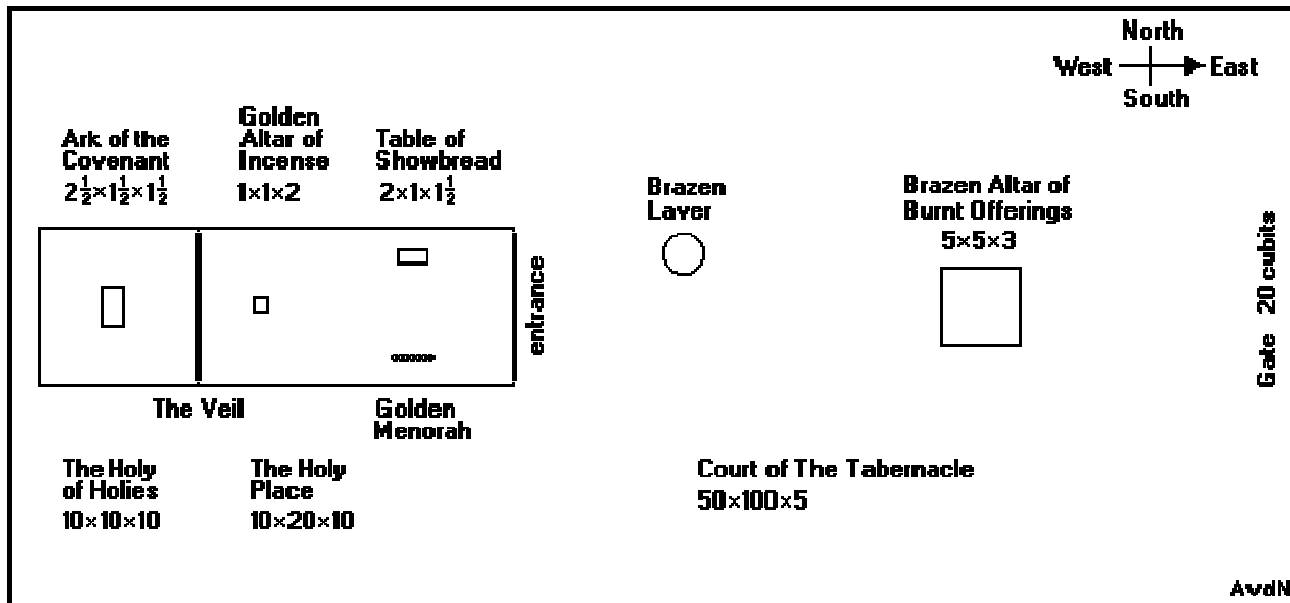 North
West East
South
Ark of the
Covenant
2½×1½×1½
Golden
Altar of
Incense
1×1×2
Table of
Showbread
2×1×1½
Brazen
Laver
Brazen Altar of
Burnt Offerings
5×5×3
entrance
Gate 20 cubits
The Veil
Golden
Menorah
The Holy
of Holies
10×10×10
The Holy
Place
10×20×10
Court of The Tabernacle
50×100×5
AwdN